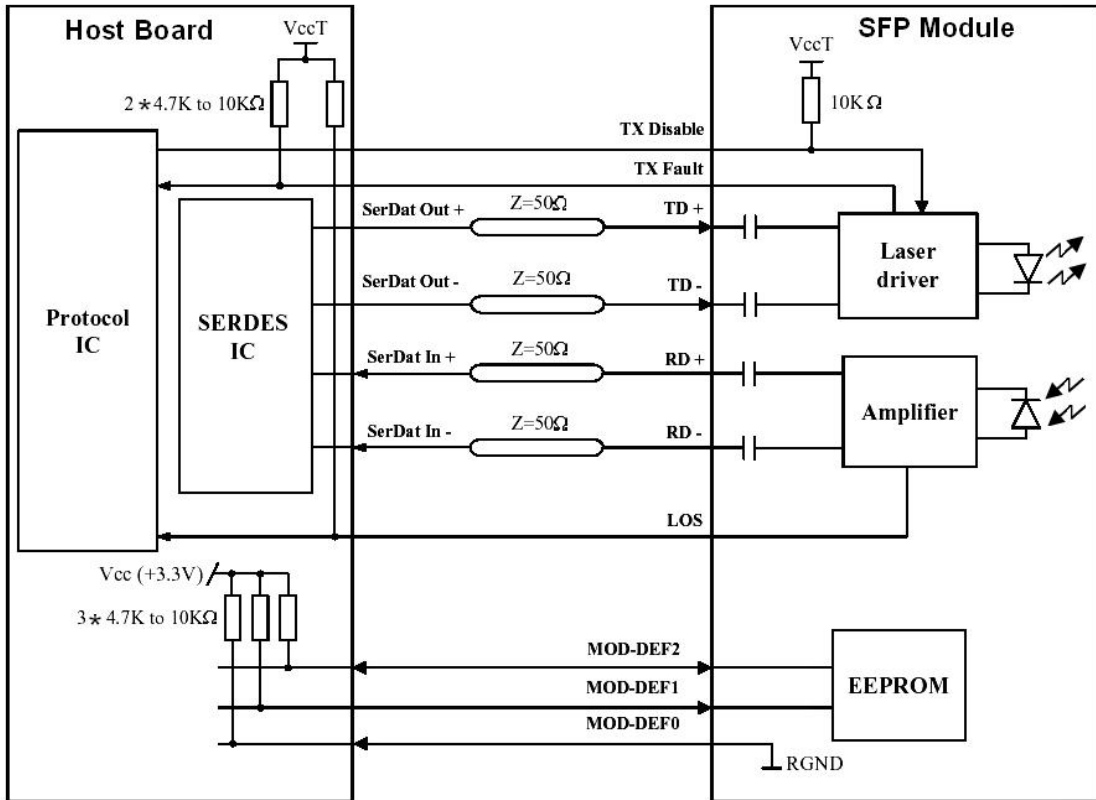 Host Board
SFP Module
VccT
VccT
2*4.7K to 10KΩ
10KΩ
TX Disable
TX Fault
SerDat Out +
Z=50Ω
TD +
SerDat Out -
Z=50Ω
TD -
Laser
driver
Protocol
IC
SERDES
IC
SerDat In +
Z=50Ω
RD +
SerDat In -
Z=50Ω
RD -
Amplifier
LOS
Vcc (+3.3V)
3*4.7K to 10KΩ
MOD-DEF2
MOD-DEF1
MOD-DEF0
EEPROM
RGND